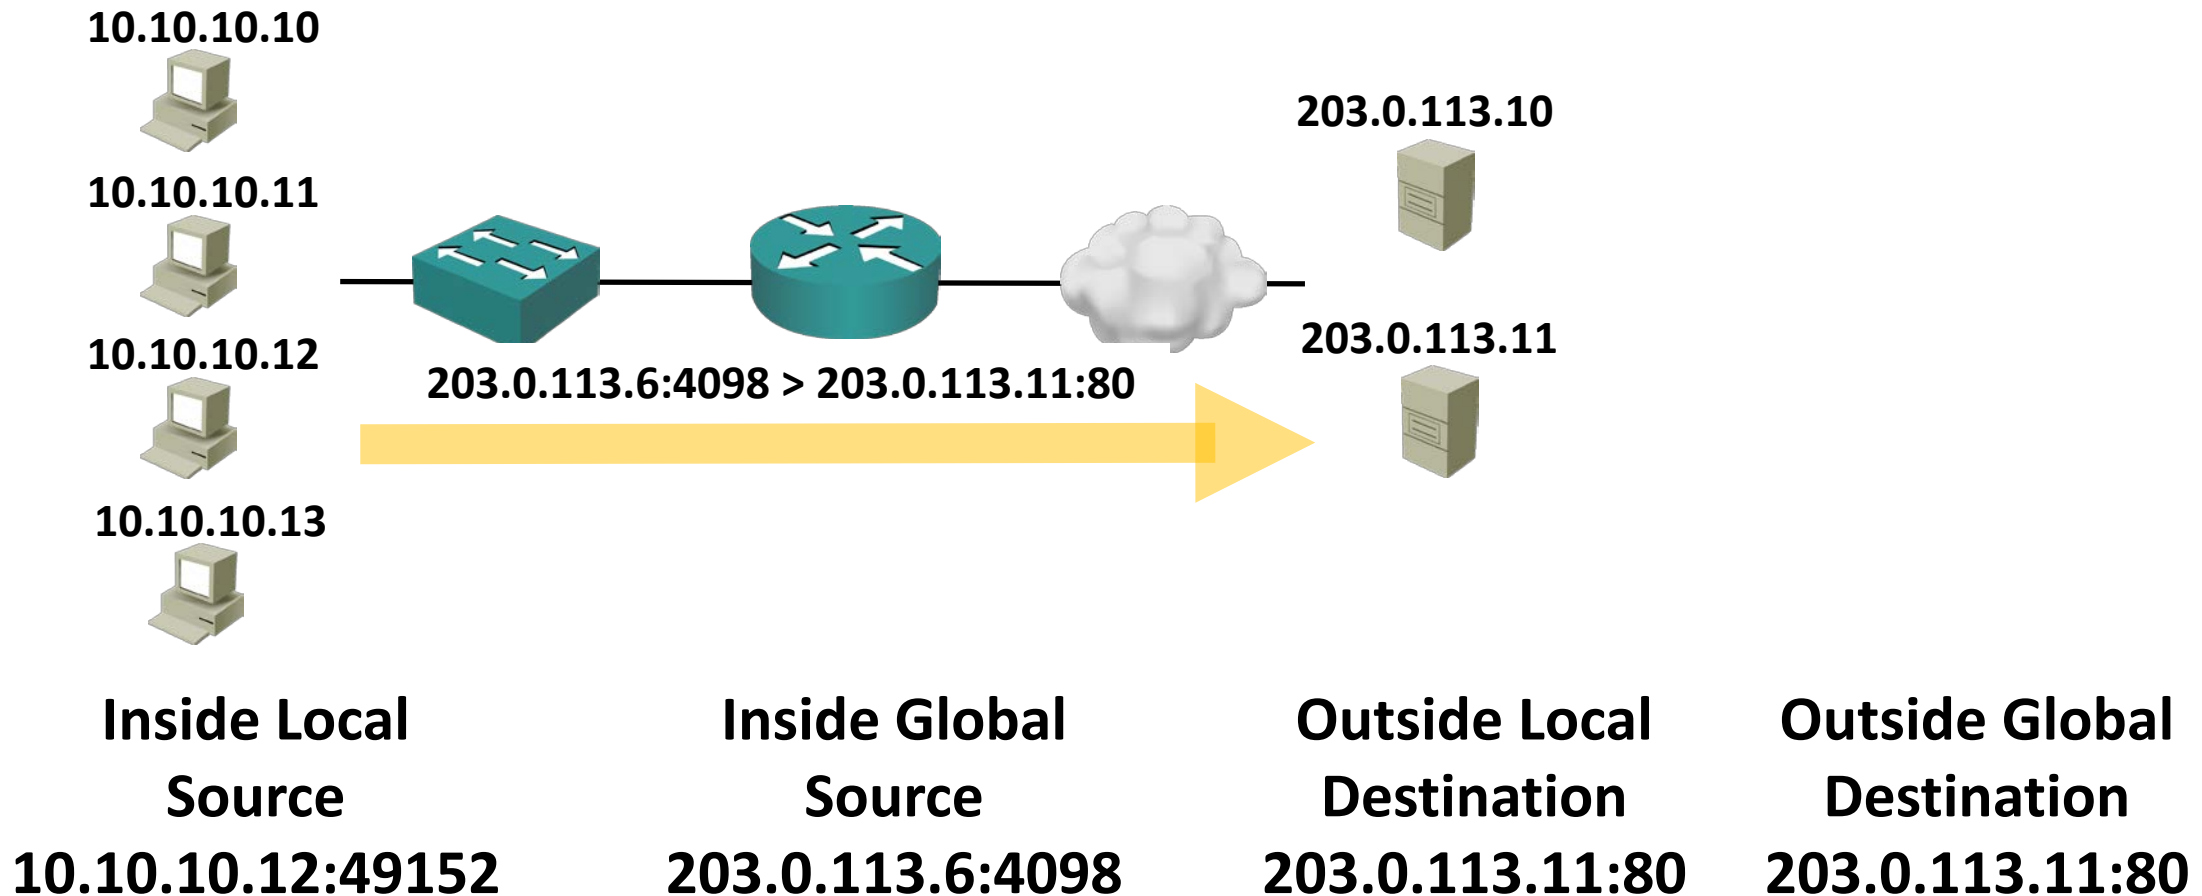 10.10.10.10
203.0.113.10
10.10.10.11
203.0.113.11
10.10.10.12
203.0.113.6:4098 > 203.0.113.11:80
10.10.10.13
Inside Local
Source
10.10.10.12:49152
Inside Global
Source
203.0.113.6:4098
Outside Local
Destination
203.0.113.11:80
Outside Global
Destination
203.0.113.11:80